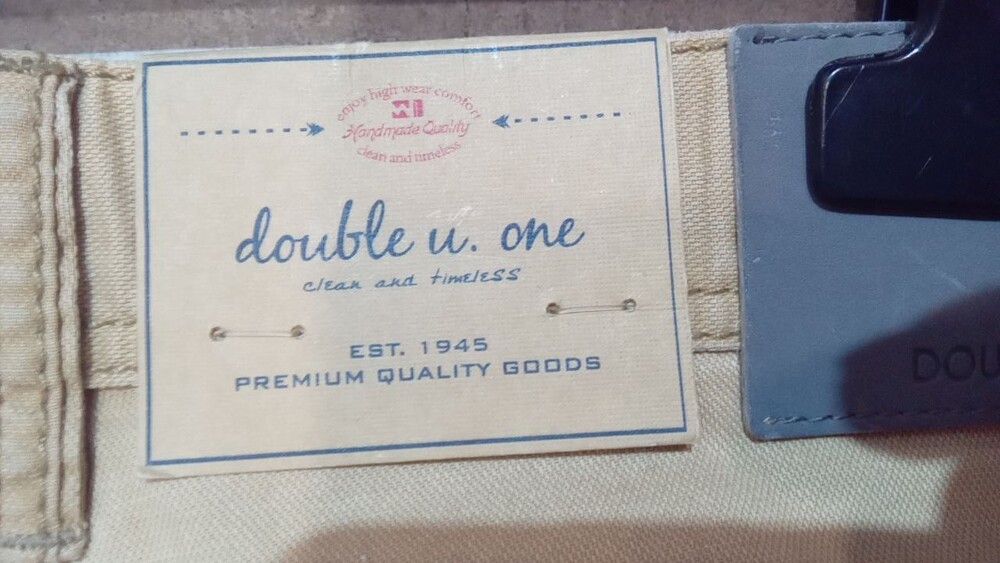 enjoy high wear comfort
W1
Handmade Quality
clean and timeless
double u. one
clean and timeless
EST. 1945
PREMIUM QUALITY GOODS
DOU